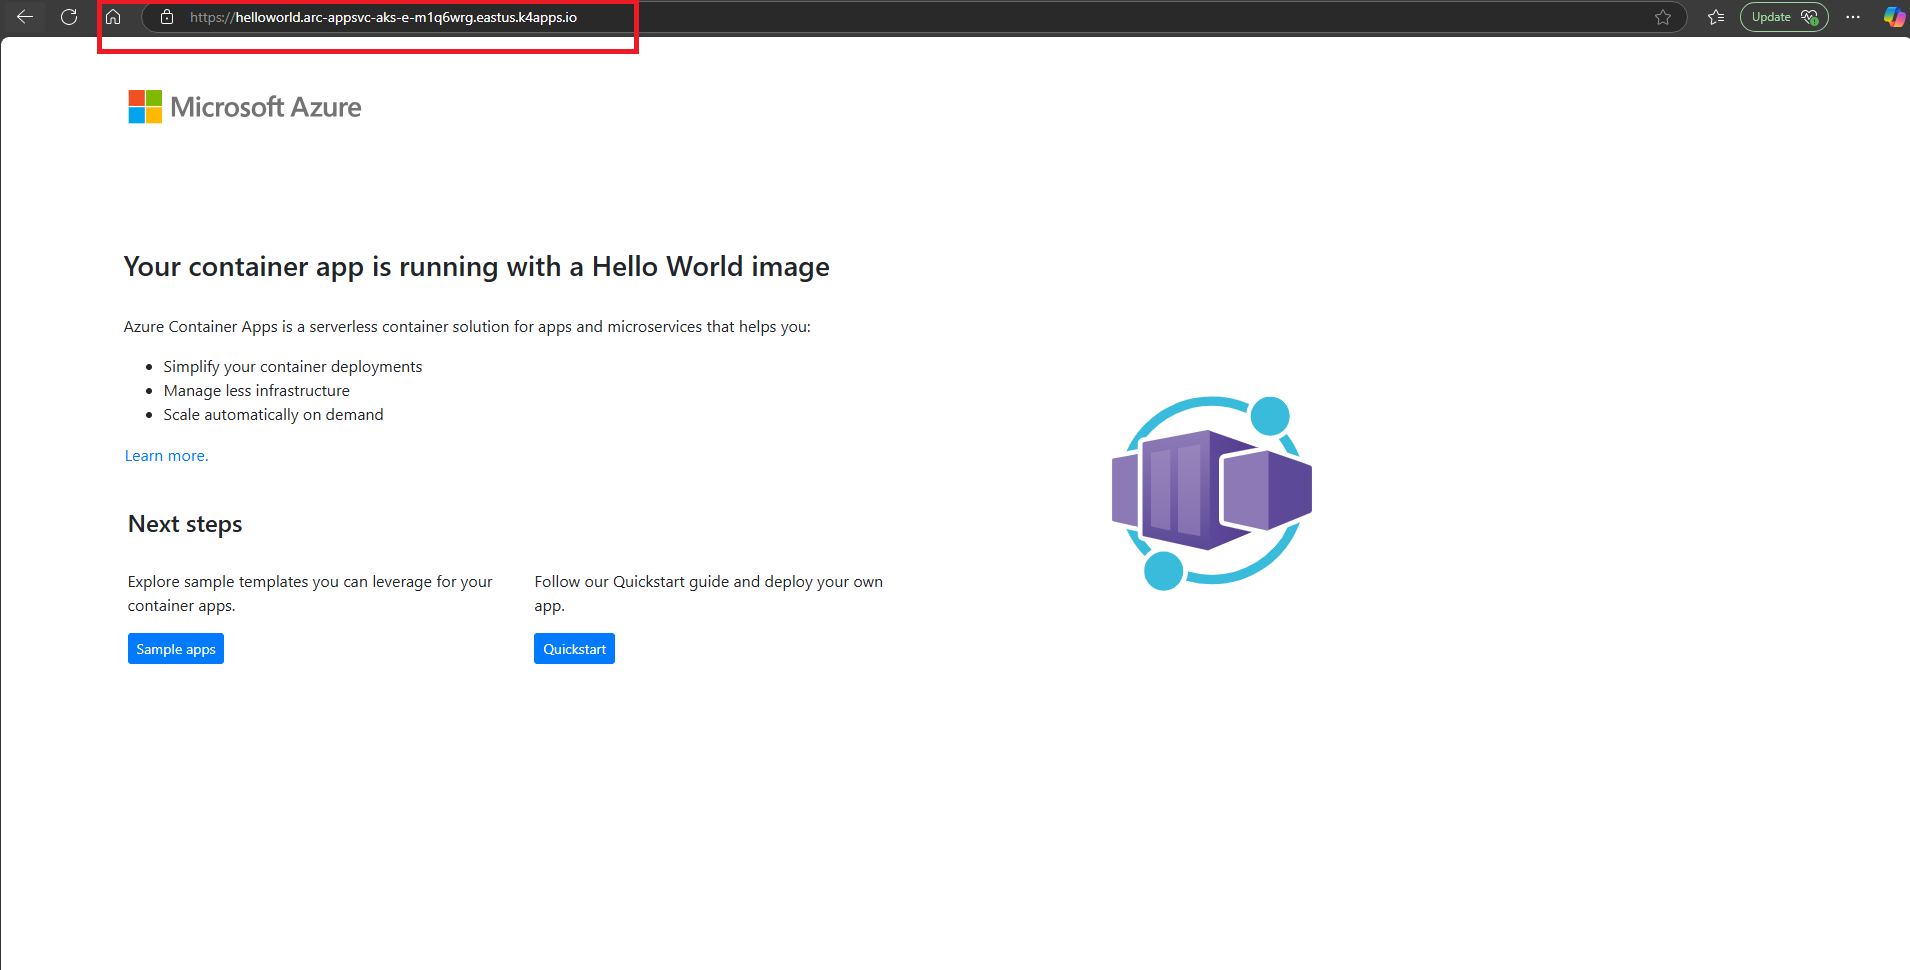 https://helloworld.arc-appsvc-aks-e-m1q6wrg.eastus.k4apps.io
Update
Microsoft Azure
Your container app is running with a Hello World image
Azure Container Apps is a serverless container solution for apps and microservices that helps you:
Simplify your container deployments
Manage less infrastructure
Scale automatically on demand
Learn more.
Next steps
Explore sample templates you can leverage for your
container apps.
Sample apps
Follow our Quickstart guide and deploy your own
app.
Quickstart